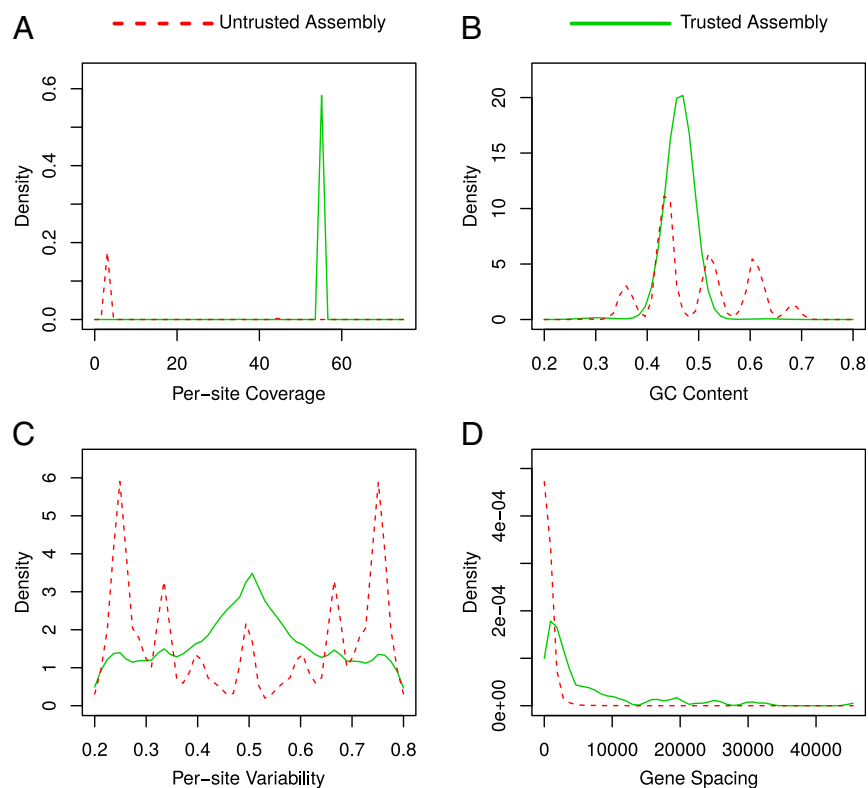 A Untrusted Assembly B Trusted Assembly
Density
0.0 0.2 0.4 0.6
0 20 40 60
Per−site Coverage
Density
0 5 10 15 20
0.2 0.3 0.4 0.5 0.6 0.7 0.8
GC Content
C
Density
0 1 2 3 4 5 6
0.2 0.3 0.4 0.5 0.6 0.7 0.8
Per−site Variability
D
Density
0e+00 2e−04 4e−04
0 10000 20000 30000 40000
Gene Spacing